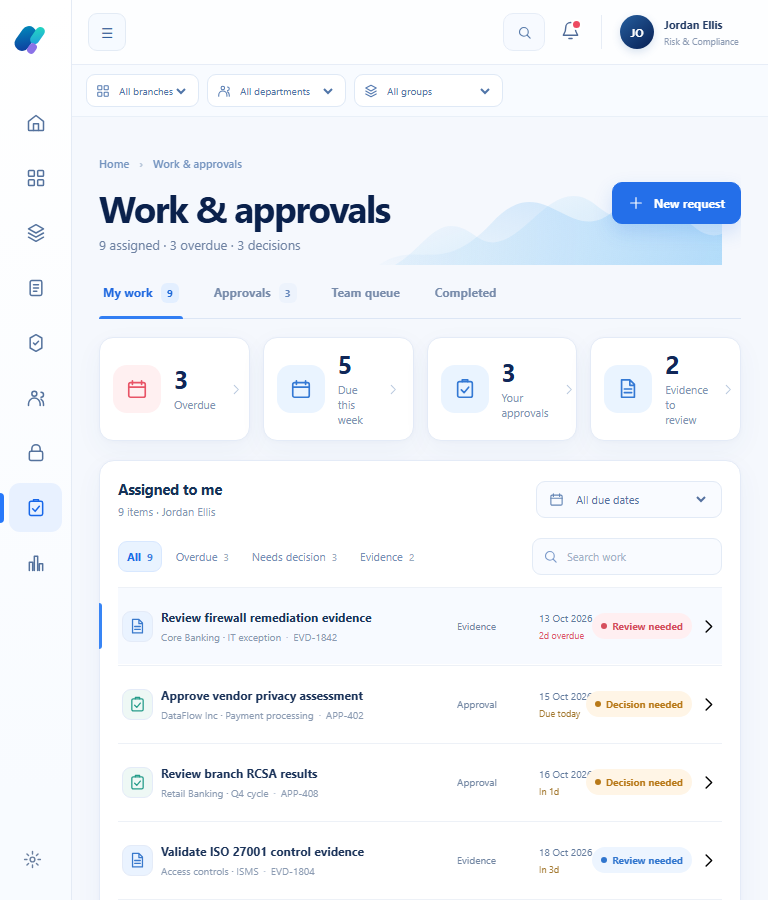 JO
Jordan Ellis
Risk & Compliance
All branches
All departments
All groups
Home › Work & approvals
Work & approvals
9 assigned · 3 overdue · 3 decisions
New request
My work 9
Approvals 3
Team queue
Completed
3
Overdue
5
Due
this
week
3
Your
approvals
2
Evidence
to
review
Assigned to me
9 items · Jordan Ellis
All due dates
All 9
Overdue 3
Needs decision 3
Evidence 2
Search work
Review firewall remediation evidence
Core Banking · IT exception · EVD-1842
Evidence
13 Oct 2026
2d overdue
Review needed
Approve vendor privacy assessment
DataFlow Inc · Payment processing · APP-402
Approval
15 Oct 2026
Due today
Decision needed
Review branch RCSA results
Retail Banking · Q4 cycle · APP-408
Approval
16 Oct 2026
In 1d
Decision needed
Validate ISO 27001 control evidence
Access controls · ISMS · EVD-1804
Evidence
18 Oct 2026
In 3d
Review needed